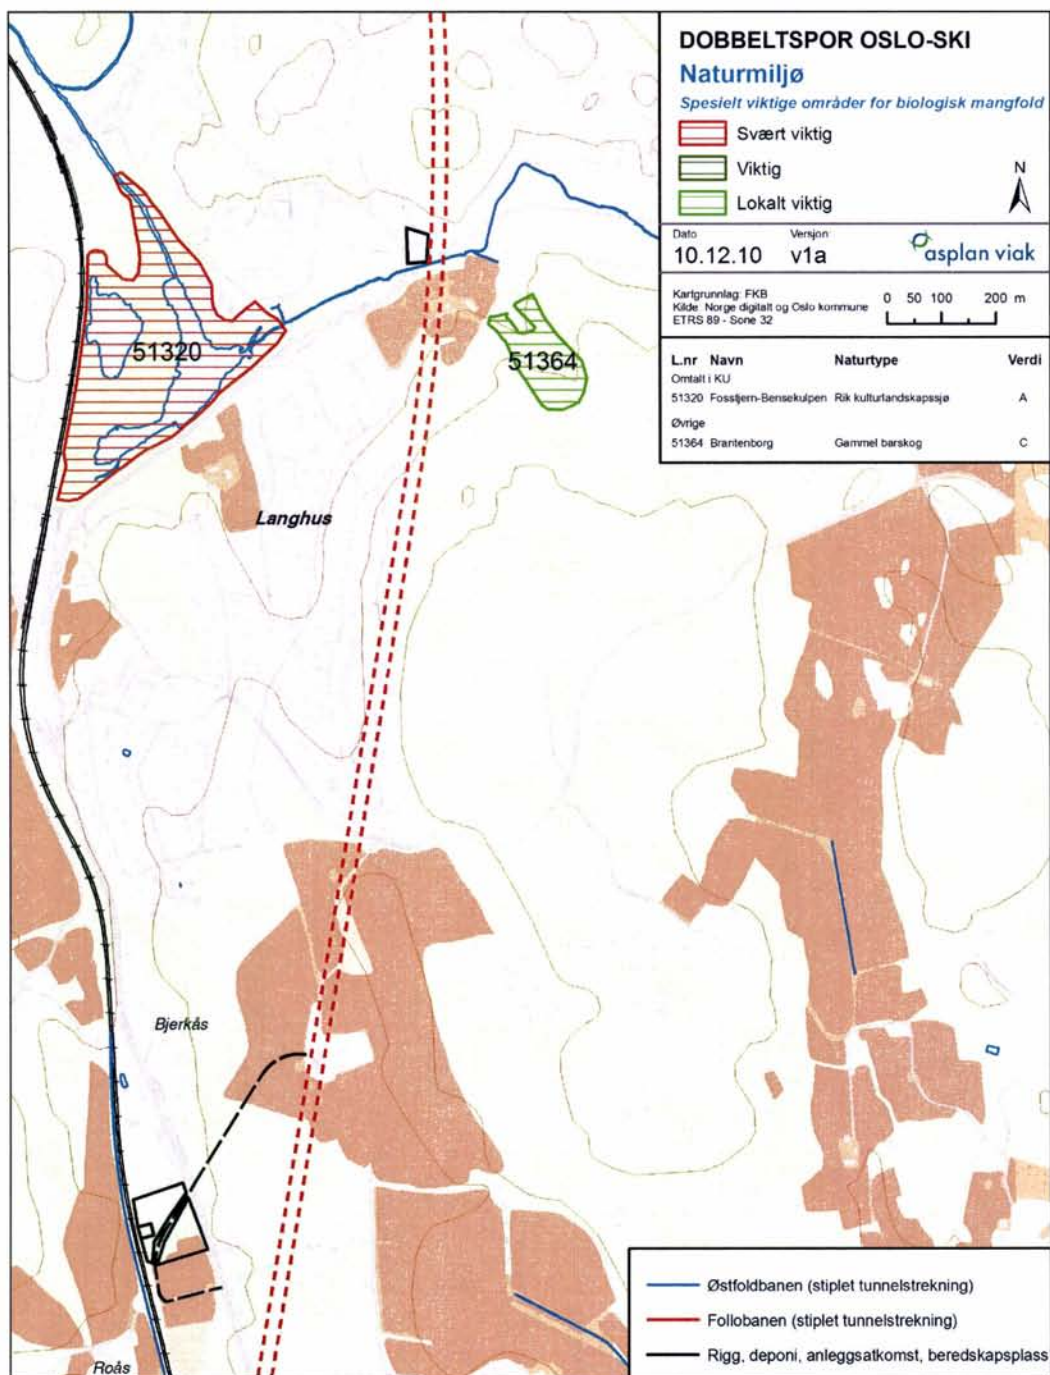 DOBBELTSPOR OSLO-SKI
Naturmiljø
Spesielt viktige områder for biologisk mangfold
Svært viktig
Viktig
Lokalt viktig
N
Dato Versjon
10.12.10 v1a
asplan viak
Kartgrunnlag: FKB
Kilde: Norge digitalt og Oslo kommune
ETRS 89 - Sone 32
0 50 100 200 m
L.nr Navn Naturtype Verdi
Omtalt i KU
51320 Fosstjern-Bensekulpen Rik kulturlandskapssjø A
Øvrige
51364 Brantenborg Gammel barskog C
51320
51364
Langhus
Bjerkås
Roås
Østfoldbanen (stiplet tunnelstrekning)
Follobanen (stiplet tunnelstrekning)
Rigg, deponi, anleggsatkomst, beredskapsplass